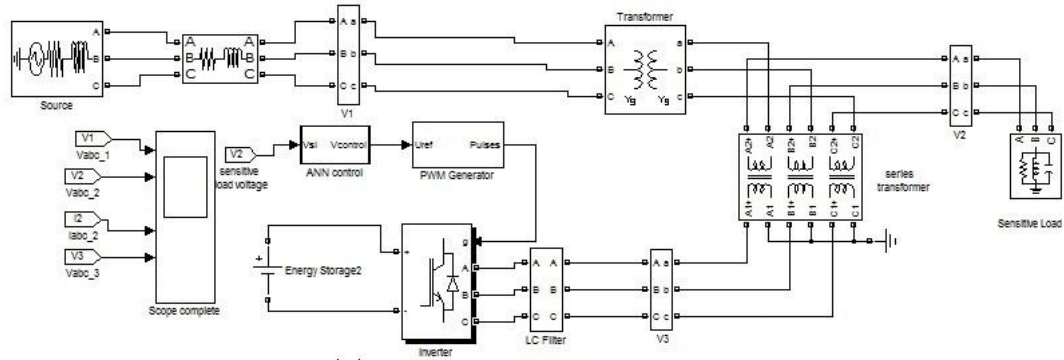 Transformer
A
B
C
Source
A
B
C
A
B
C
A a
B b
C c
V1
A
B
C
a
b
c
Yg
Yg
A a
B b
C c
V2
A
B
C
Sensitive Load
V1
Vabc_1
V2
Vabc_2
I2
Iabc_2
V3
Vabc_3
Scope complete
V2
sensitive
load voltage
Vsl
Vcontrol
ANN control
Uref
Pulses
PWM Generator
A2+
A2
B2+
B2
C2+
C2
A1+
A1
B1+
B1
C1+
C1
series
transformer
+
Energy Storage2
-
+
-
g
A
B
C
Inverter
A A
B B
C C
LC Filter
A a
B b
C c
V3